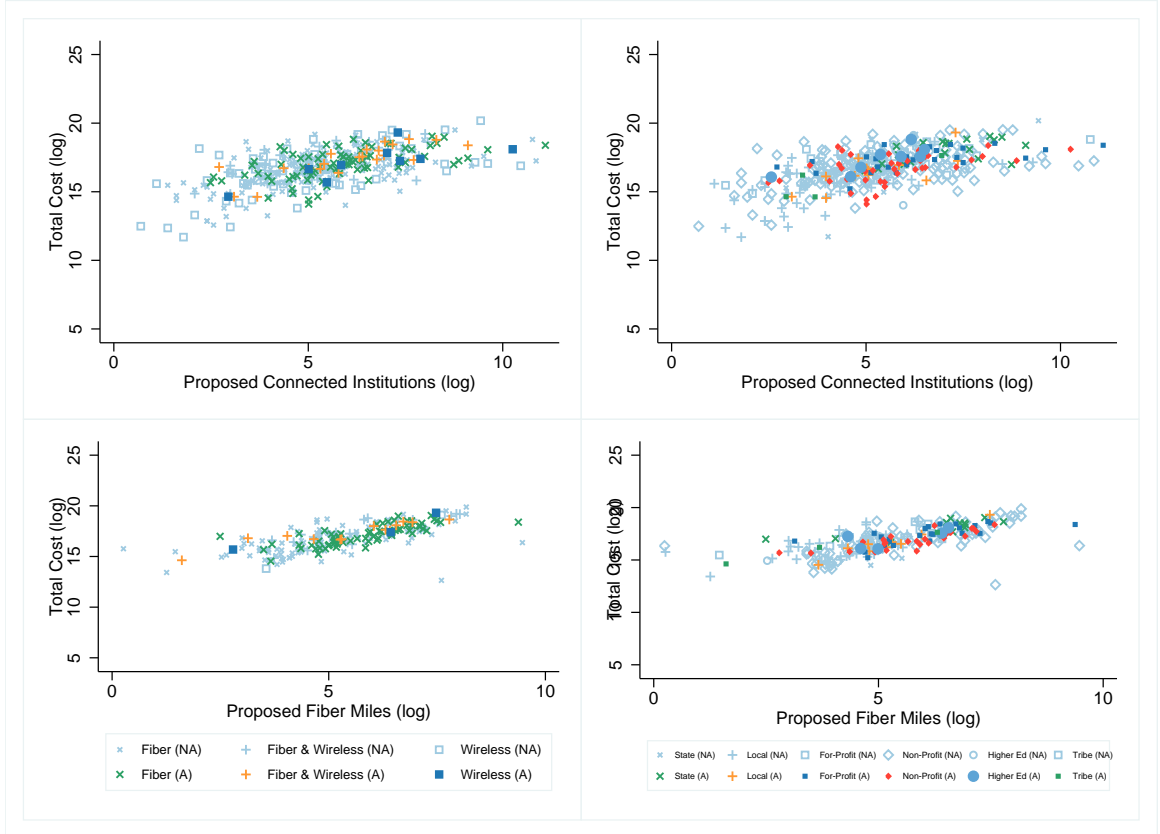 25
20
15
10
5
Total Cost (log)
0 5 10
Proposed Connected Institutions (log)
25
20
15
10
5
Total Cost (log)
0 5 10
Proposed Connected Institutions (log)
25
20
15
10
5
Total Cost (log)
0 5 10
Proposed Fiber Miles (log)
Fiber (NA) Fiber & Wireless (NA) Wireless (NA)
Fiber (A) Fiber & Wireless (A) Wireless (A)
25
20
15
10
5
Total Cost (log)
0 5 10
Proposed Fiber Miles (log)
State (NA) Local (NA) For-Profit (NA) Non-Profit (NA) Higher Ed (NA) Tribe (NA)
State (A) Local (A) For-Profit (A) Non-Profit (A) Higher Ed (A) Tribe (A)